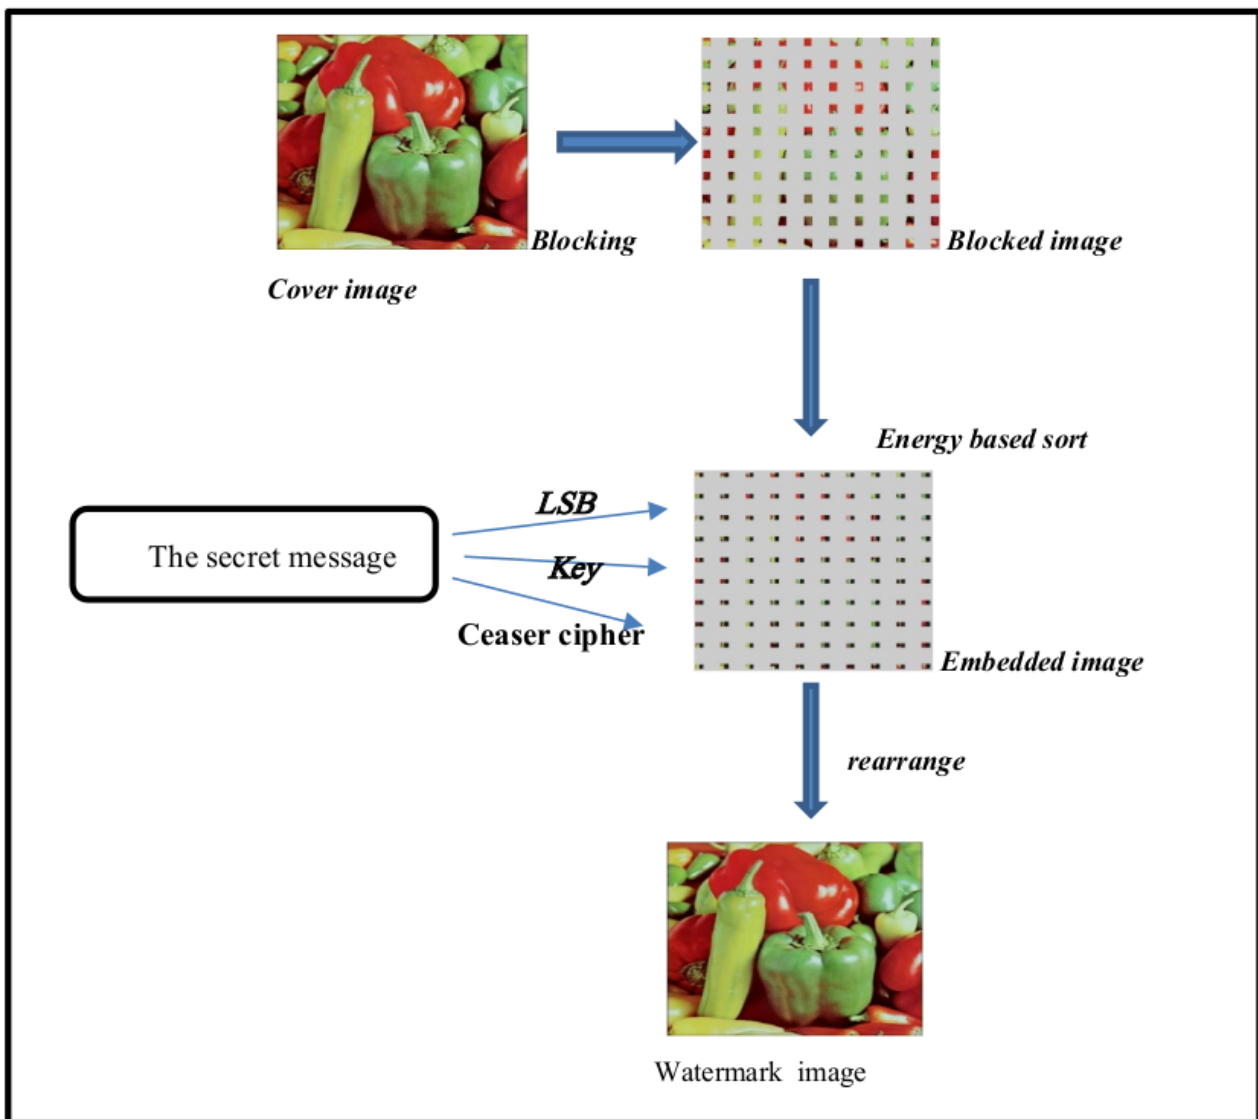 Blocking
Blocked image
Cover image
Energy based sort
LSB
The secret message
Key
Ceaser cipher
Embedded image
rearrange
Watermark image